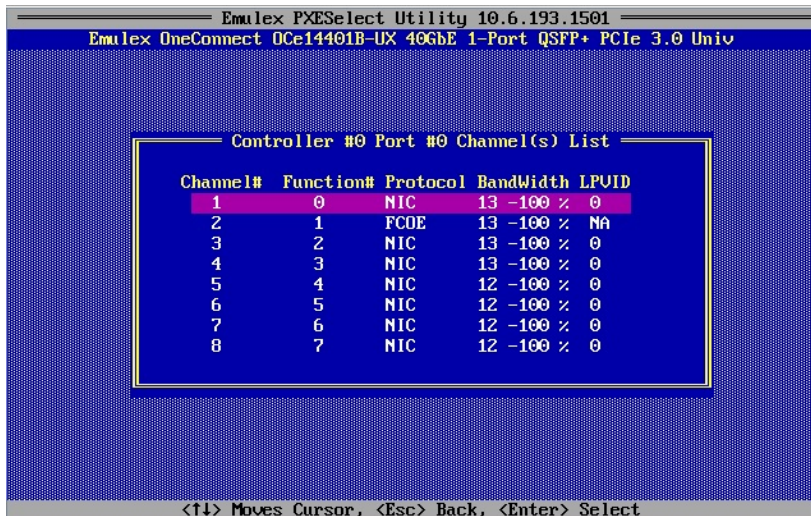 Emulex PXESelect Utility 10.6.193.1501
Emulex OneConnect OCe14401B-UX 40GbE 1-Port QSFP+ PCIe 3.0 Univ
Controller #0 Port #0 Channel(s) List
Channel# Function# Protocol BandWidth LPVID
1 0 NIC 13 -100 % 0
2 1 FCOE 13 -100 % NA
3 2 NIC 13 -100 % 0
4 3 NIC 13 -100 % 0
5 4 NIC 12 -100 % 0
6 5 NIC 12 -100 % 0
7 6 NIC 12 -100 % 0
8 7 NIC 12 -100 % 0
<↑↓> Moves Cursor, <Esc> Back, <Enter> Select